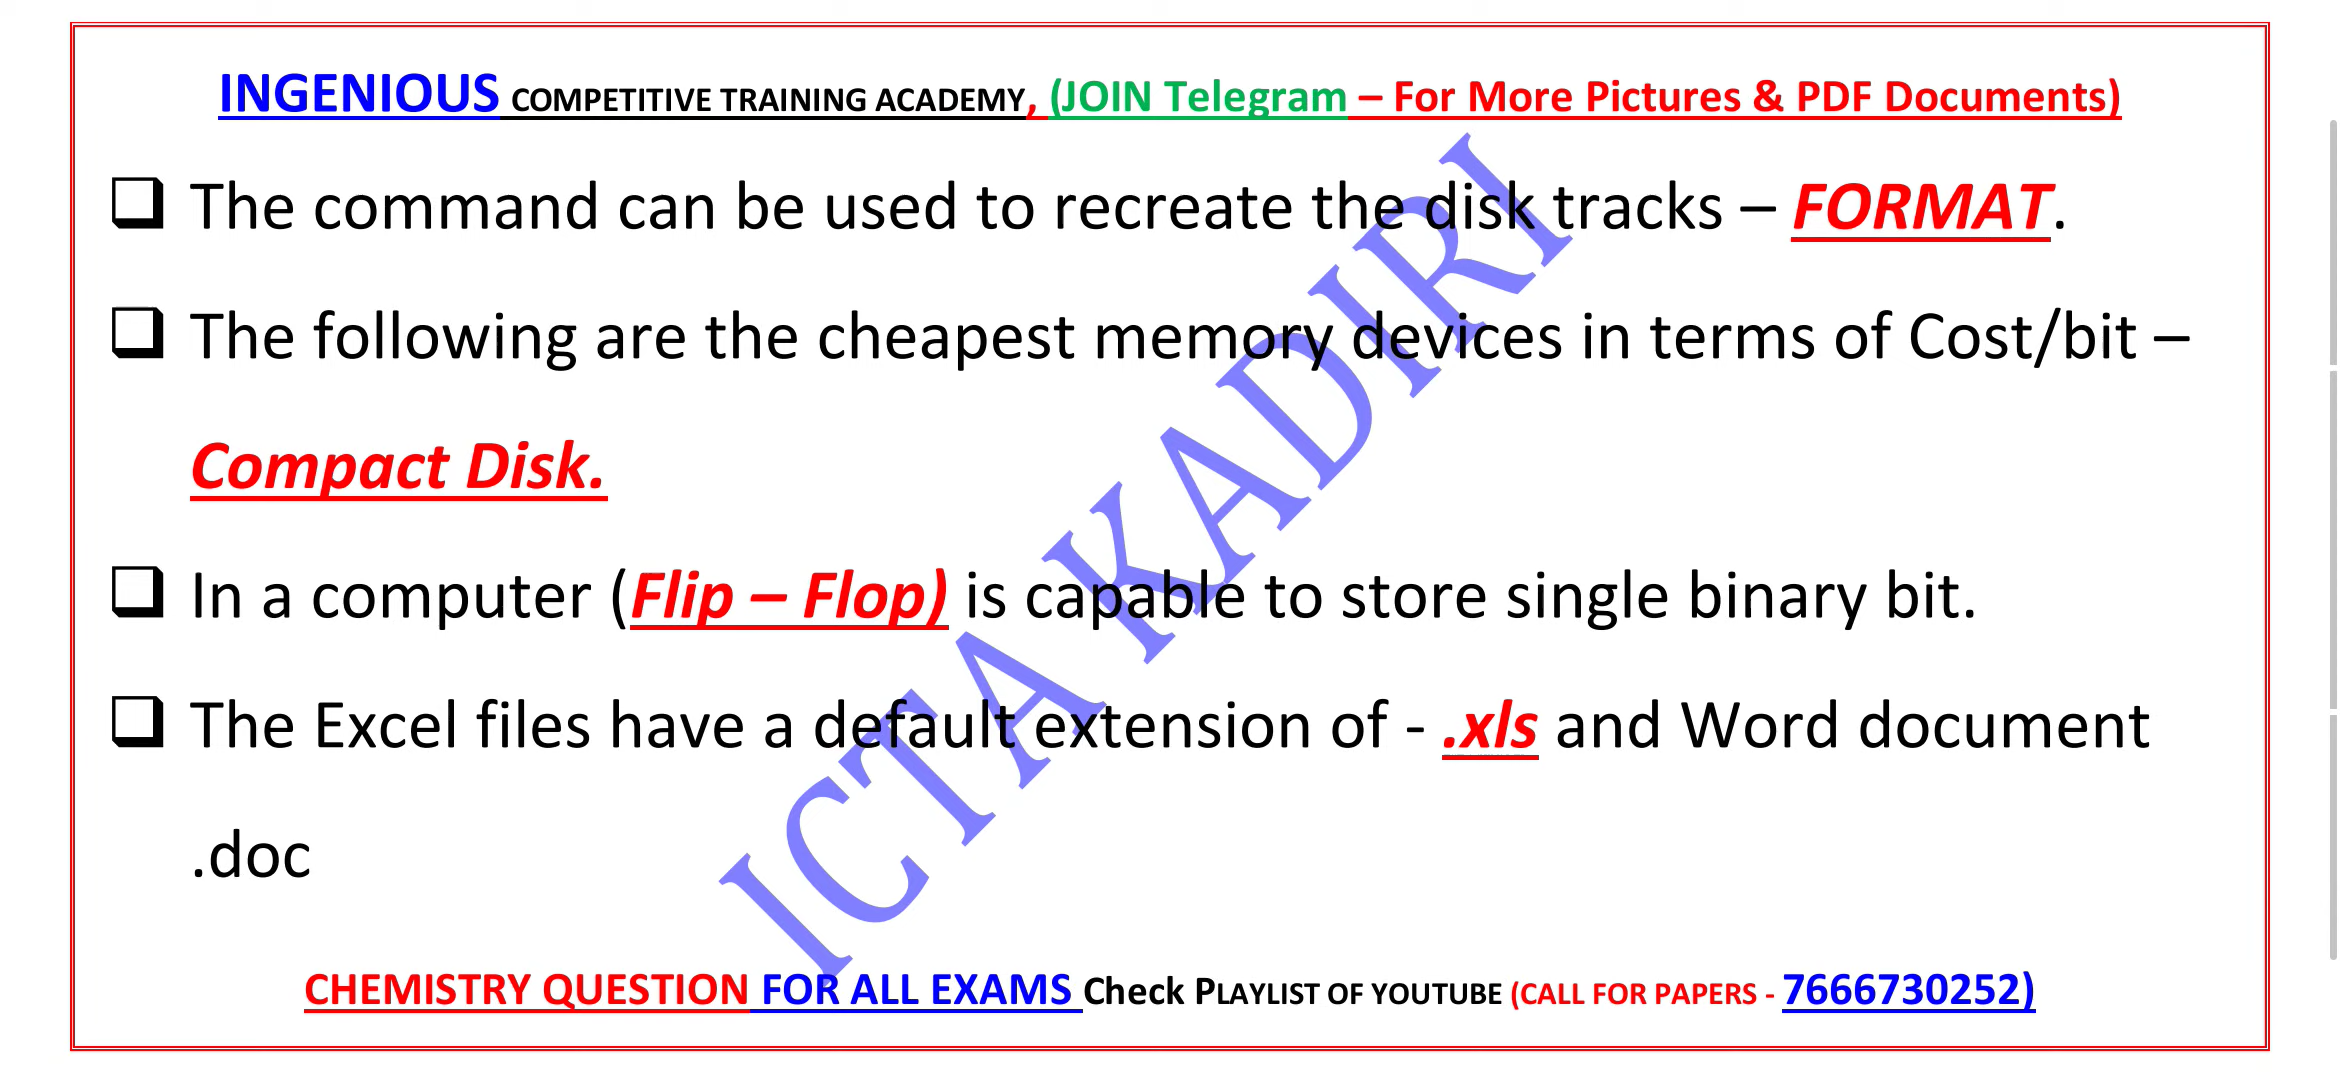 INGENIOUS COMPETITIVE TRAINING ACADEMY, (JOIN Telegram – For More Pictures & PDF Documents)
❑ The command can be used to recreate the disk tracks – FORMAT.
❑ The following are the cheapest memory devices in terms of Cost/bit –
Compact Disk.
❑ In a computer (Flip – Flop) is capable to store single binary bit.
❑ The Excel files have a default extension of - .xls and Word document
.doc
ICTA KADIRI
CHEMISTRY QUESTION FOR ALL EXAMS Check PLAYLIST OF YOUTUBE (CALL FOR PAPERS - 7666730252)